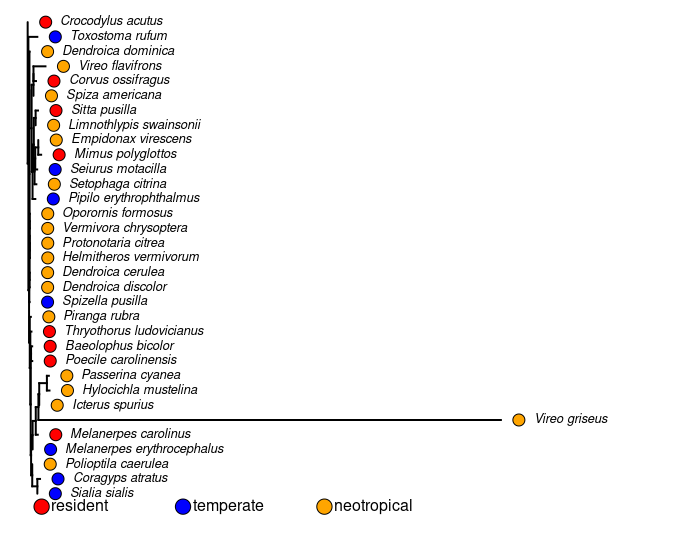 Crocodylus acutus
Toxostoma rufum
Dendroica dominica
Vireo flavifrons
Corvus ossifragus
Spiza americana
Sitta pusilla
Limnothlypis swainsonii
Empidonax virescens
Mimus polyglottos
Seiurus motacilla
Setophaga citrina
Pipilo erythrophthalmus
Oporornis formosus
Vermivora chrysoptera
Protonotaria citrea
Helmitheros vermivorum
Dendroica cerulea
Dendroica discolor
Spizella pusilla
Piranga rubra
Thryothorus ludovicianus
Baeolophus bicolor
Poecile carolinensis
Passerina cyanea
Hylocichla mustelina
Icterus spurius
Vireo griseus
Melanerpes carolinus
Melanerpes erythrocephalus
Polioptila caerulea
Coragyps atratus
Sialia sialis
resident temperate neotropical